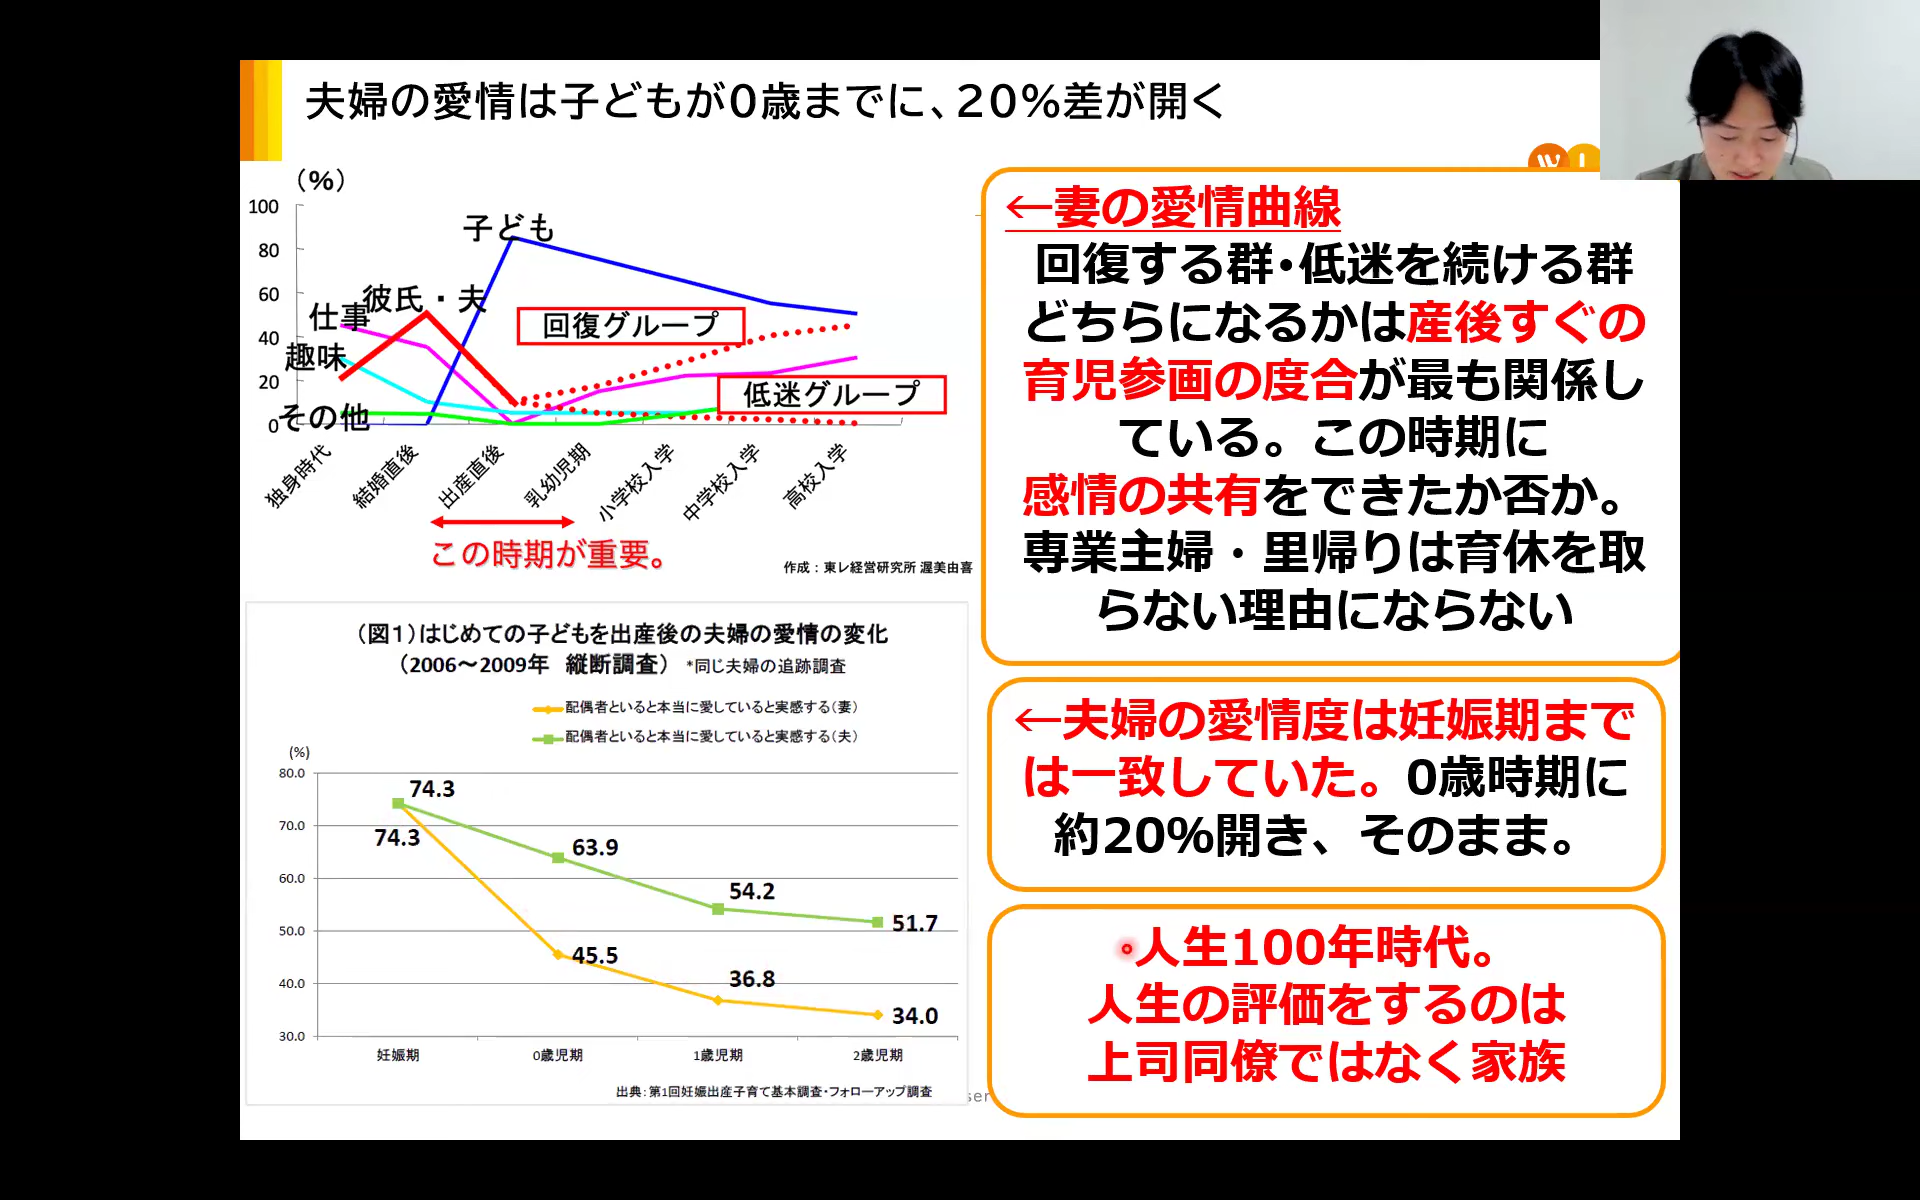 夫婦の愛情は子どもが0歳までに、20%差が開く
W L
(%)
100
80
60
40
20
0
子ども
彼氏・夫
仕事
趣味
その他
回復グループ
低迷グループ
独身時代
結婚直後
出産直後
乳幼児期
小学校入学
中学校入学
高校入学
この時期が重要。
作成：東レ経営研究所 渥美由喜
←妻の愛情曲線
回復する群・低迷を続ける群
どちらになるかは産後すぐの
育児参画の度合が最も関係し
ている。この時期に
感情の共有をできたか否か。
専業主婦・里帰りは育休を取
らない理由にならない
（図１）はじめての子どもを出産後の夫婦の愛情の変化
（2006～2009年　縦断調査） *同じ夫婦の追跡調査
配偶者といると本当に愛していると実感する（妻）
配偶者といると本当に愛していると実感する（夫）
(%)
80.0
70.0
60.0
50.0
40.0
30.0
74.3
74.3
63.9
45.5
54.2
36.8
51.7
34.0
妊娠期
0歳児期
1歳児期
2歳児期
出典：第1回妊娠出産子育て基本調査・フォローアップ調査
←夫婦の愛情度は妊娠期まで
は一致していた。0歳時期に
約20%開き、そのまま。
人生100年時代。
人生の評価をするのは
上司同僚ではなく家族